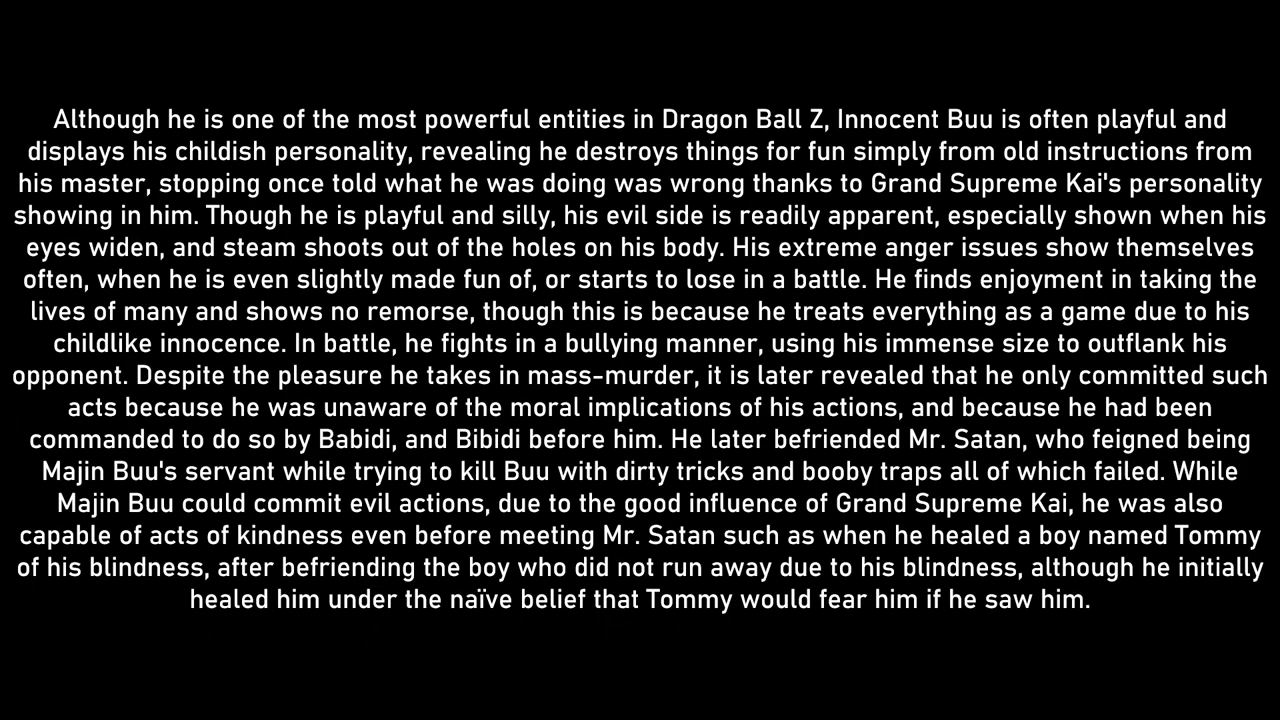 Although he is one of the most powerful entities in Dragon Ball Z, Innocent Buu is often playful and
displays his childish personality, revealing he destroys things for fun simply from old instructions from
his master, stopping once told what he was doing was wrong thanks to Grand Supreme Kai's personality
showing in him. Though he is playful and silly, his evil side is readily apparent, especially shown when his
eyes widen, and steam shoots out of the holes on his body. His extreme anger issues show themselves
often, when he is even slightly made fun of, or starts to lose in a battle. He finds enjoyment in taking the
lives of many and shows no remorse, though this is because he treats everything as a game due to his
childlike innocence. In battle, he fights in a bullying manner, using his immense size to outflank his
opponent. Despite the pleasure he takes in mass-murder, it is later revealed that he only committed such
acts because he was unaware of the moral implications of his actions, and because he had been
commanded to do so by Babidi, and Bibidi before him. He later befriended Mr. Satan, who feigned being
Majin Buu's servant while trying to kill Buu with dirty tricks and booby traps all of which failed. While
Majin Buu could commit evil actions, due to the good influence of Grand Supreme Kai, he was also
capable of acts of kindness even before meeting Mr. Satan such as when he healed a boy named Tommy
of his blindness, after befriending the boy who did not run away due to his blindness, although he initially
healed him under the naïve belief that Tommy would fear him if he saw him.